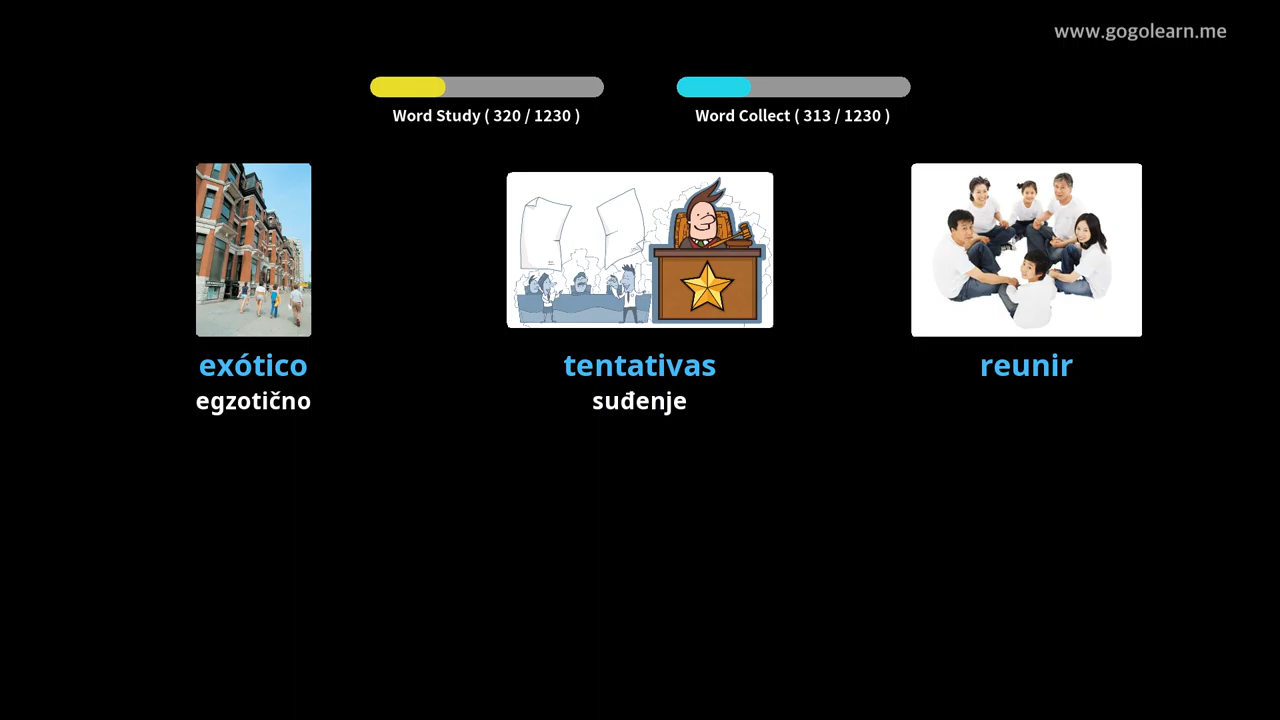 www.gogolearn.me
Word Study ( 320 / 1230 )
Word Collect ( 313 / 1230 )
exótico
egzotično
tentativas
suđenje
reunir